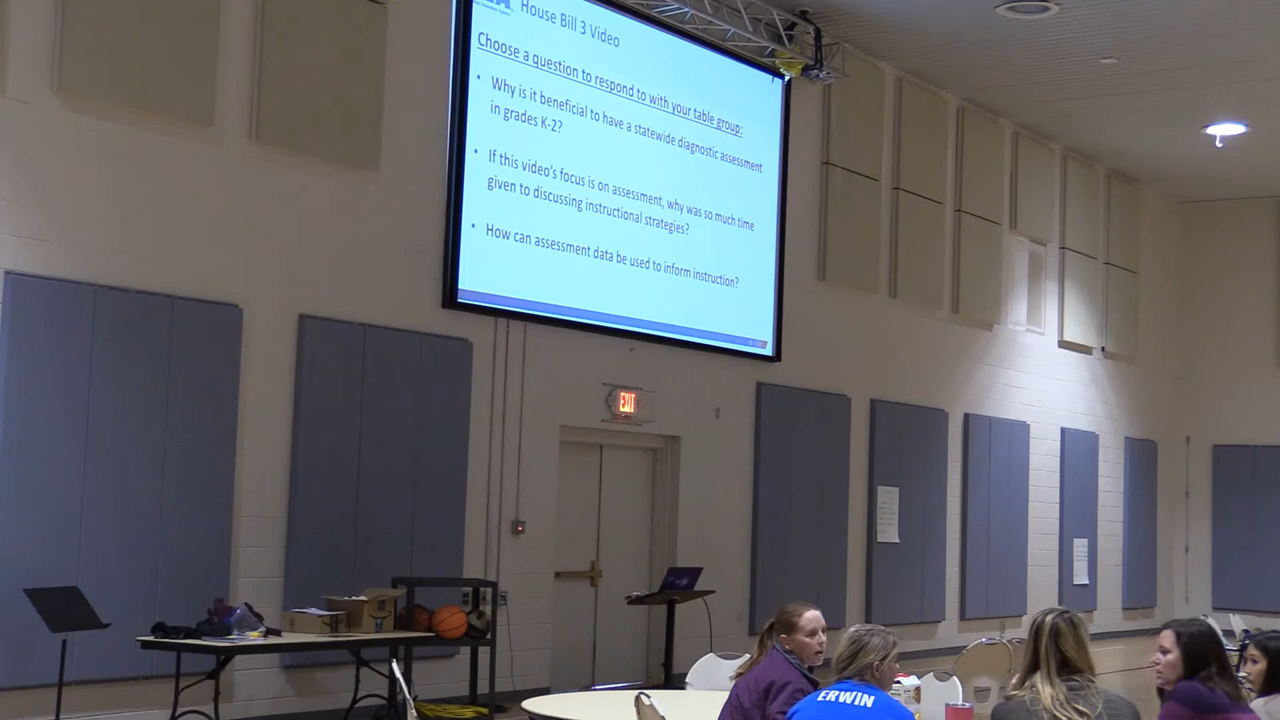 House Bill 3 Video
Choose a question to respond to with your table group:
• Why is it beneficial to have a statewide diagnostic assessment
in grades K-2?
• If this video's focus is on assessment, why was so much time
given to discussing instructional strategies?
• How can assessment data be used to inform instruction?
EXIT
ERWIN